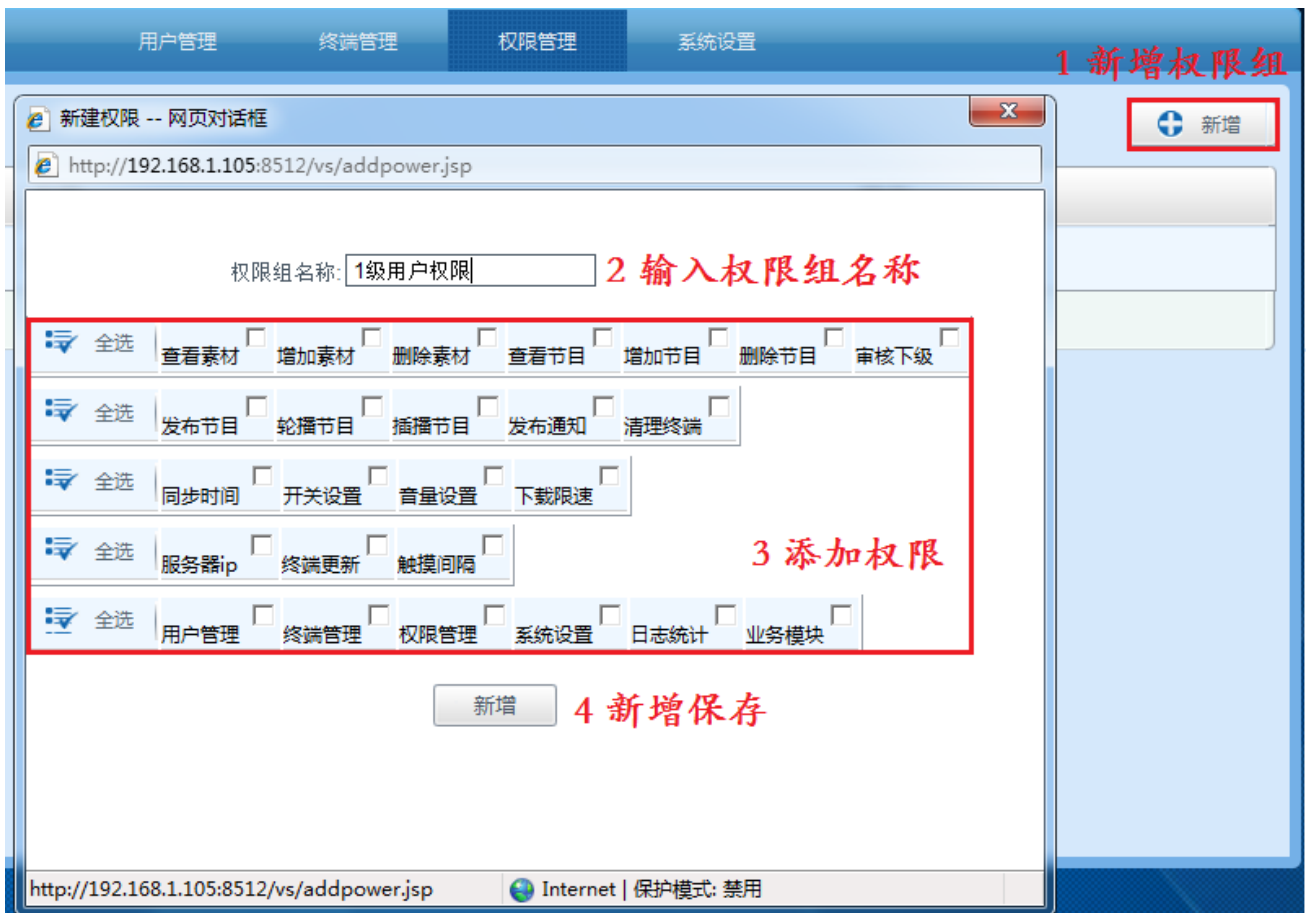 用户管理 终端管理 权限管理 系统设置
1 新增权限组
新建权限 -- 网页对话框
新增
http://192.168.1.105:8512/vs/addpower.jsp
权限组名称: 1级用户权限 2 输入权限组名称
全选 查看素材 增加素材 删除素材 查看节目 增加节目 删除节目 审核下级
全选 发布节目 轮播节目 插播节目 发布通知 清理终端
全选 同步时间 开关设置 音量设置 下载限速
全选 服务器ip 终端更新 触摸间隔
3 添加权限
全选 用户管理 终端管理 权限管理 系统设置 日志统计 业务模块
新增 4 新增保存
http://192.168.1.105:8512/vs/addpower.jsp Internet | 保护模式: 禁用